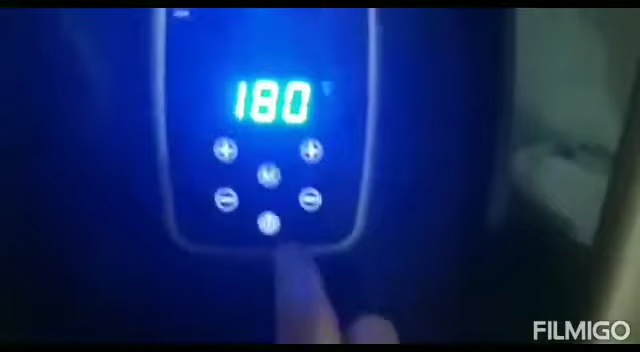 180
+ +
M
- -
FILMIGO